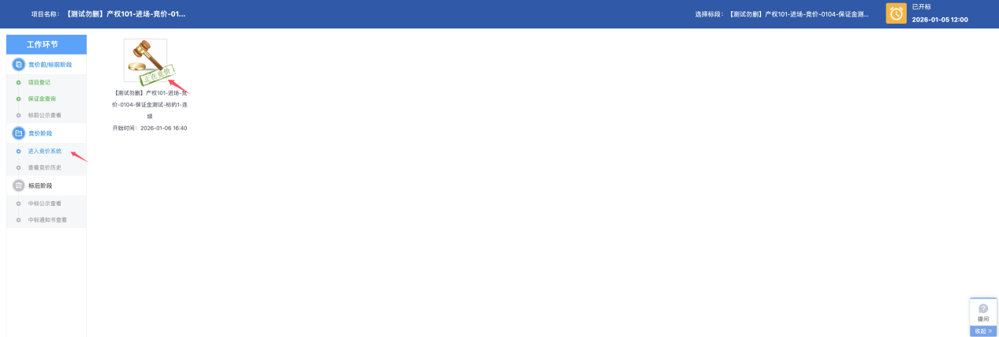 项目名称: 【测试勿删】产权101-进场-竞价-01...
选择标段: 【测试勿删】产权101-进场-竞价-0104-保证金测...
已开标
2026-01-05 12:00
工作环节
竞价前/标前阶段
项目登记
保证金查询
标前公示查看
竞价阶段
进入竞价系统
查看竞价历史
标后阶段
中标公示查看
中标通知书查看
正在竞价
【测试勿删】产权101-进场-竞
价-0104-保证金测试-标的1-连
续
开始时间: 2026-01-06 16:40
提问
收起 »